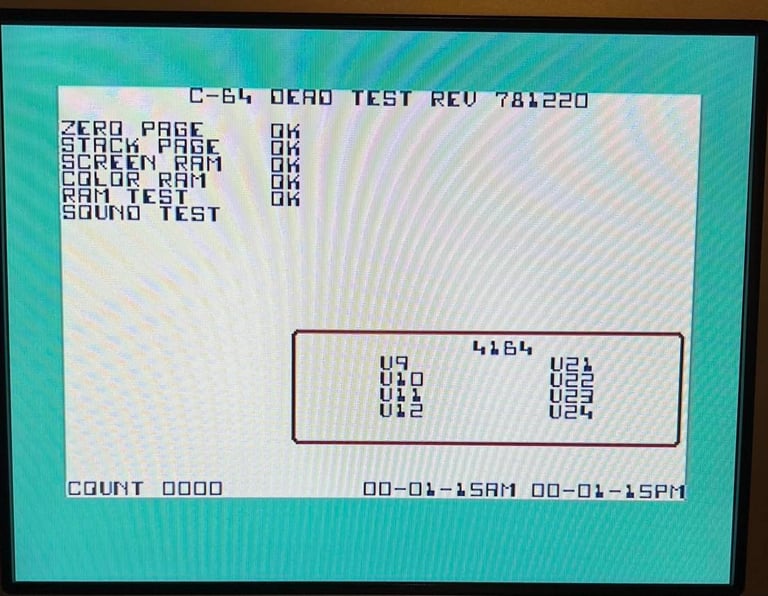 C-64 DEAD TEST REV 781220
ZERO PAGE OK
STACK PAGE OK
SCREEN RAM OK
COLOR RAM OK
RAM TEST OK
SOUND TEST
4164
U9 U21
U10 U22
U11 U23
U12 U24
COUNT 0000 00-01-15AM 00-01-15PM